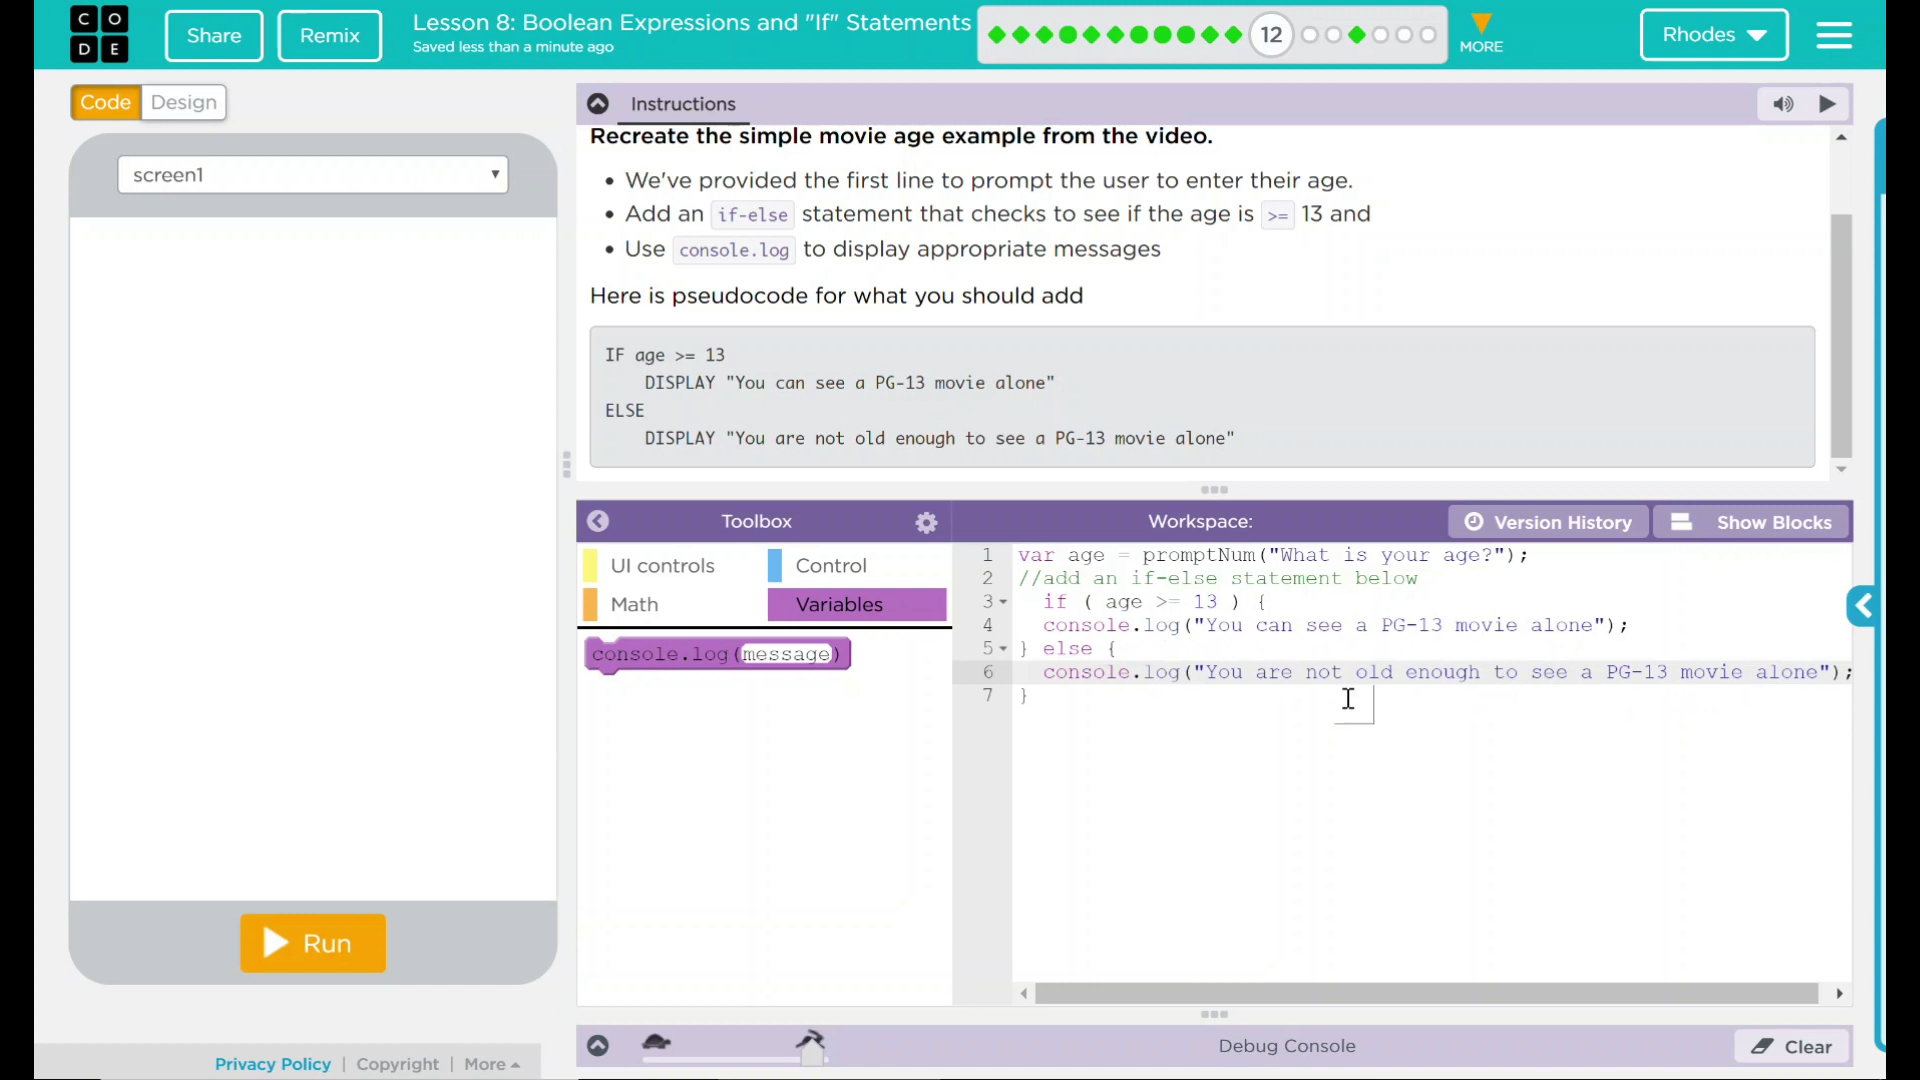 CODE
Share
Remix
Lesson 8: Boolean Expressions and "If" Statements
Saved less than a minute ago
12
MORE
Rhodes
Code
Design
Instructions
screen1
Recreate the simple movie age example from the video.
We've provided the first line to prompt the user to enter their age.
Add an if-else statement that checks to see if the age is >= 13 and
Use console.log to display appropriate messages
Here is pseudocode for what you should add
IF age >= 13
DISPLAY "You can see a PG-13 movie alone"
ELSE
DISPLAY "You are not old enough to see a PG-13 movie alone"
Toolbox
Workspace:
Version History
Show Blocks
UI controls
Control
Math
Variables
console.log(message)
1 var age = promptNum("What is your age?");
2 //add an if-else statement below
3 if ( age >= 13 ) {
4 console.log("You can see a PG-13 movie alone");
5 } else {
6 console.log("You are not old enough to see a PG-13 movie alone");
7 }
Run
Debug Console
Clear
Privacy Policy | Copyright | More